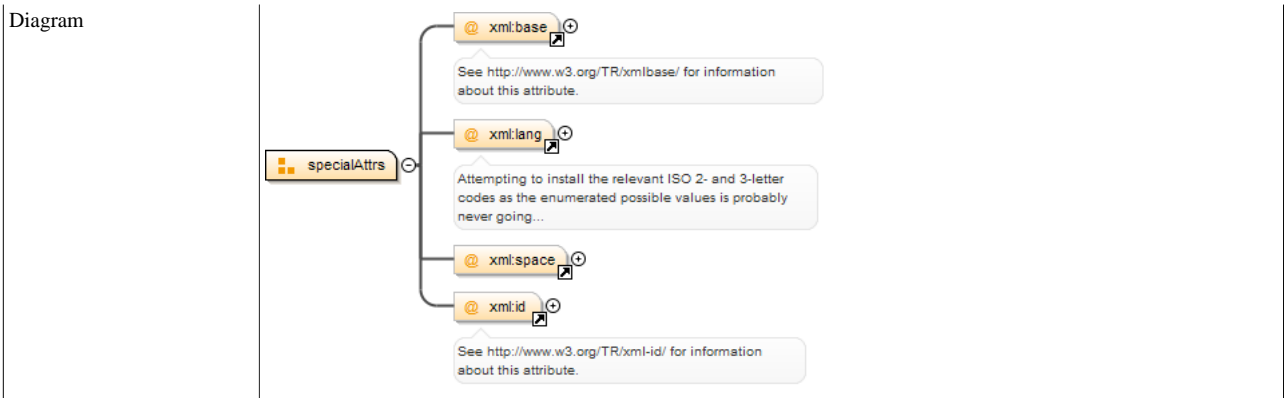 Diagram
@ xml:base
See http://www.w3.org/TR/xmlbase/ for information
about this attribute.
@ xml:lang
specialAttrs
Attempting to install the relevant ISO 2- and 3-letter
codes as the enumerated possible values is probably
never going...
@ xml:space
@ xml:id
See http://www.w3.org/TR/xml-id/ for information
about this attribute.